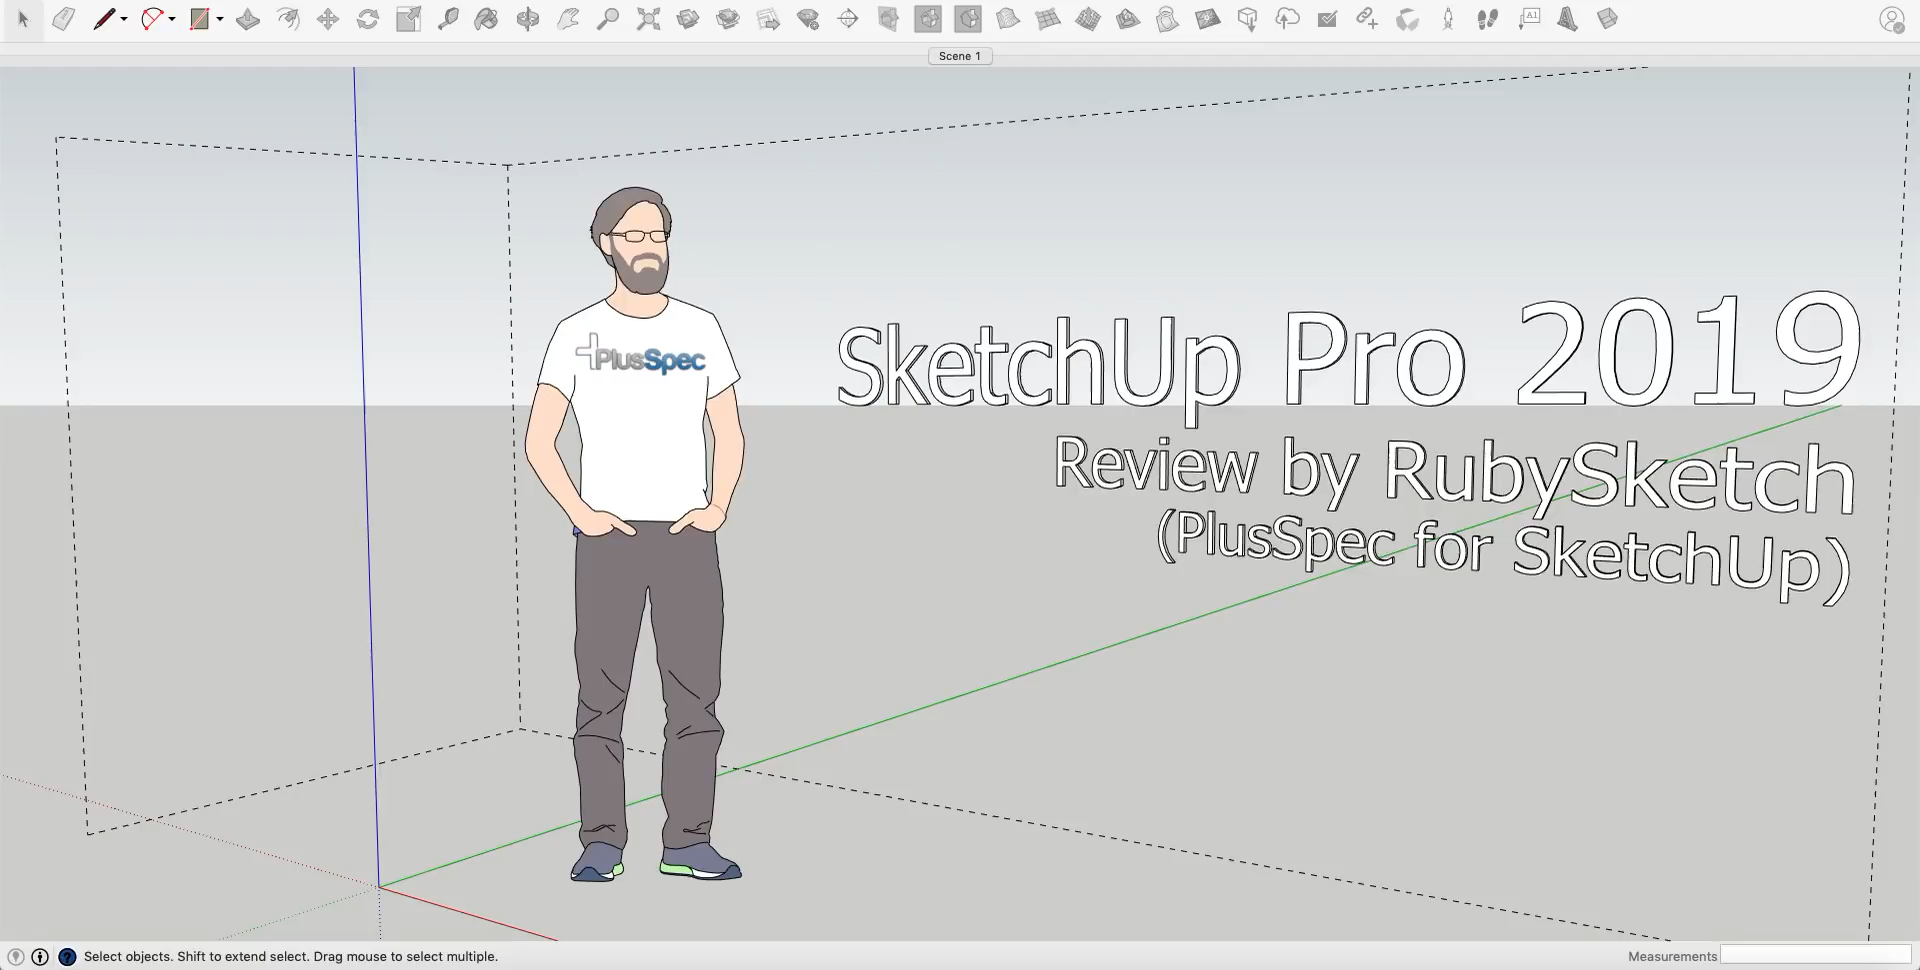 Scene 1
PlusSpec
SketchUp Pro 2019
Review by RubySketch
(PlusSpec for SketchUp)
Select objects. Shift to extend select. Drag mouse to select multiple.
Measurements